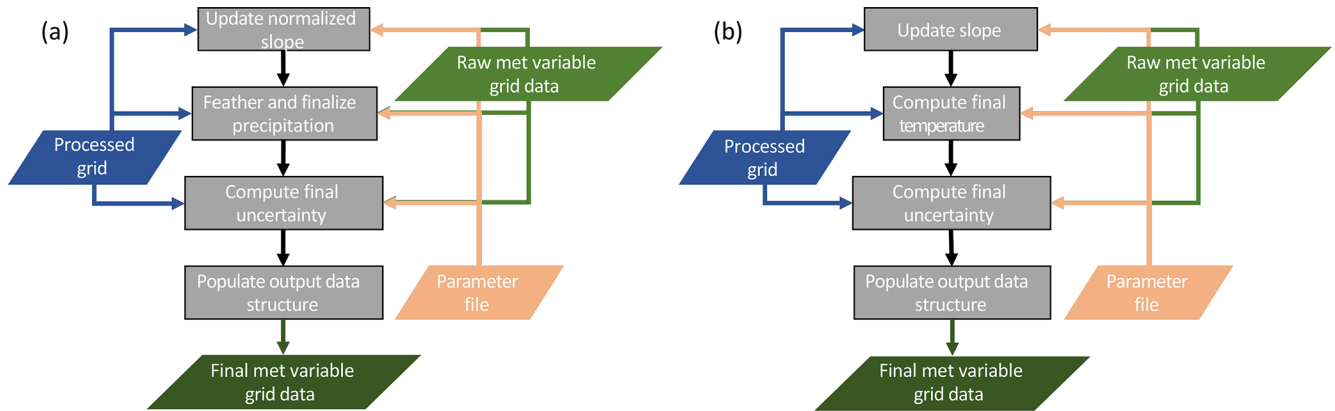 (a)
Update normalized
slope
Raw met variable
grid data
Feather and finalize
precipitation
Processed
grid
Compute final
uncertainty
Populate output data
structure
Parameter
file
Final met variable
grid data
(b)
Update slope
Raw met variable
grid data
Compute final
temperature
Processed
grid
Compute final
uncertainty
Populate output data
structure
Parameter
file
Final met variable
grid data